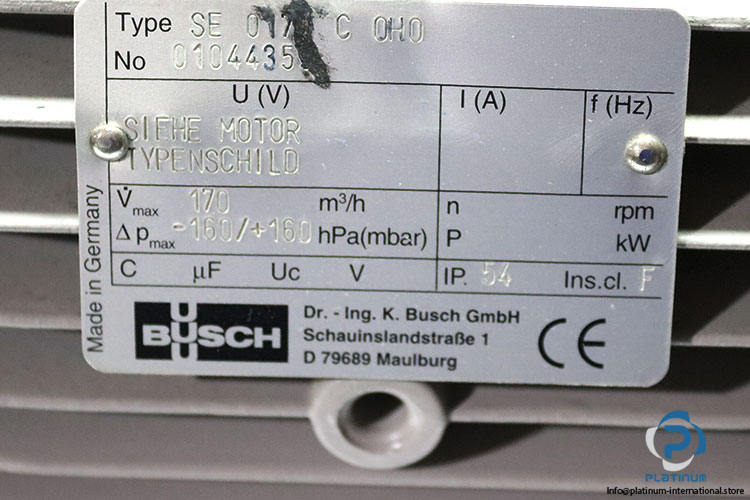 Type SE C 0H0
No
U (V) I (A) f (Hz)
SIEHE MOTOR
TYPENSCHILD
V̇max 170 m³/h n rpm
Δ pmax -160/+160 hPa(mbar) P kW
C µF Uc V IP. 54 Ins.cl. F
Made in Germany
BUSCH
Dr. - Ing. K. Busch GmbH
Schauinslandstraße 1
D 79689 Maulburg
CE
PLATINUM
Info@platinum-international.store